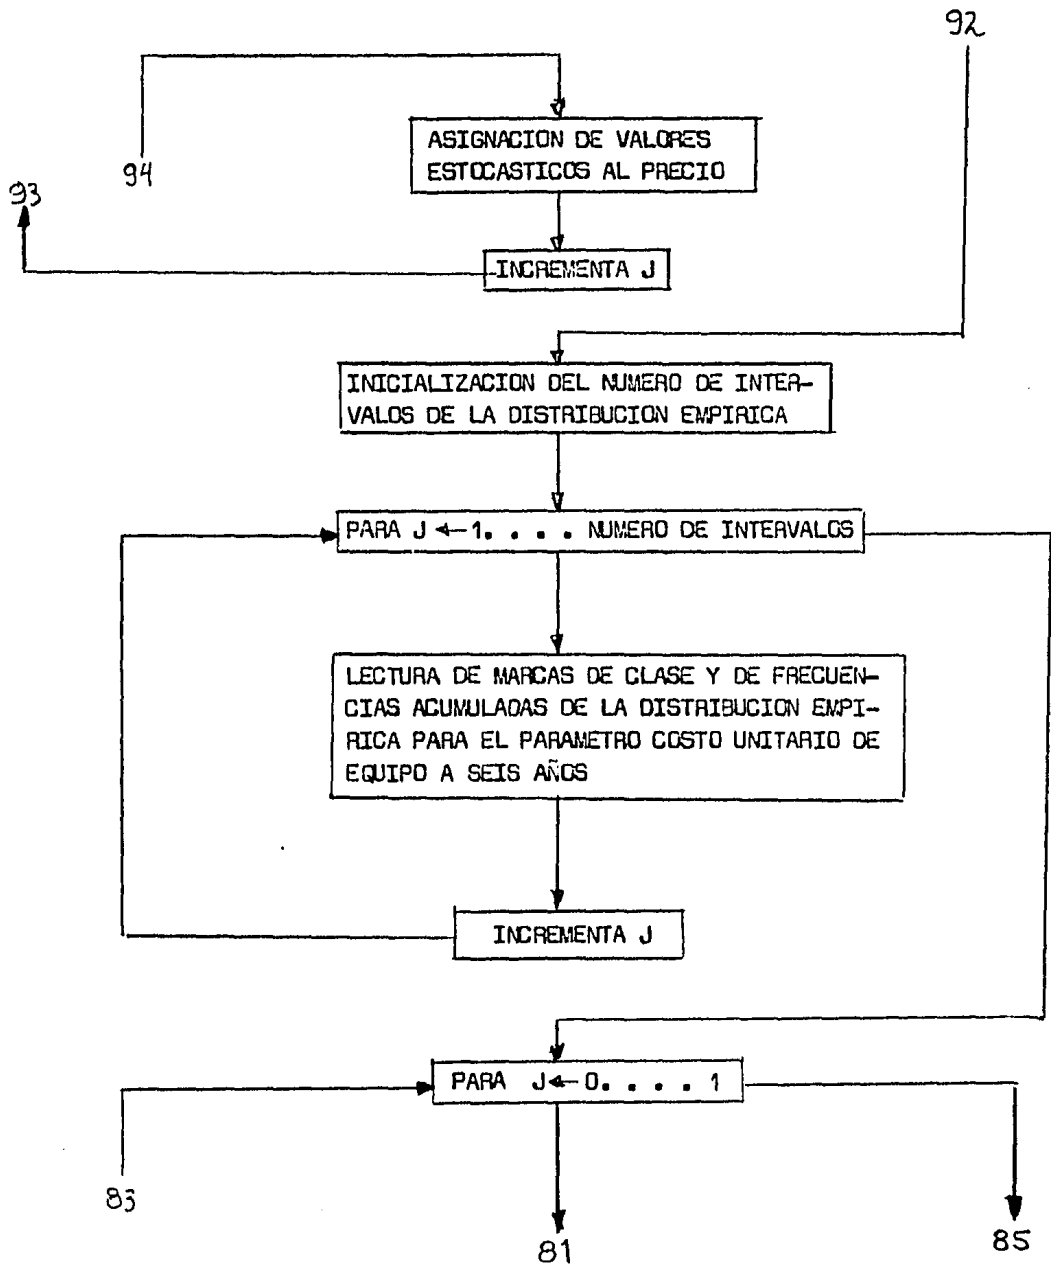 92
94
93
ASIGNACION DE VALORES
ESTOCASTICOS AL PRECIO
INCREMENTA J
INICIALIZACION DEL NUMERO DE INTER-
VALOS DE LA DISTRIBUCION EMPIRICA
PARA J ← 1. . . . NUMERO DE INTERVALOS
LECTURA DE MARCAS DE CLASE Y DE FRECUEN-
CIAS ACUMULADAS DE LA DISTRIBUCION EMPI-
RICA PARA EL PARAMETRO COSTO UNITARIO DE
EQUIPO A SEIS AÑOS
INCREMENTA J
PARA J ← 0. . . . 1
83
81
85